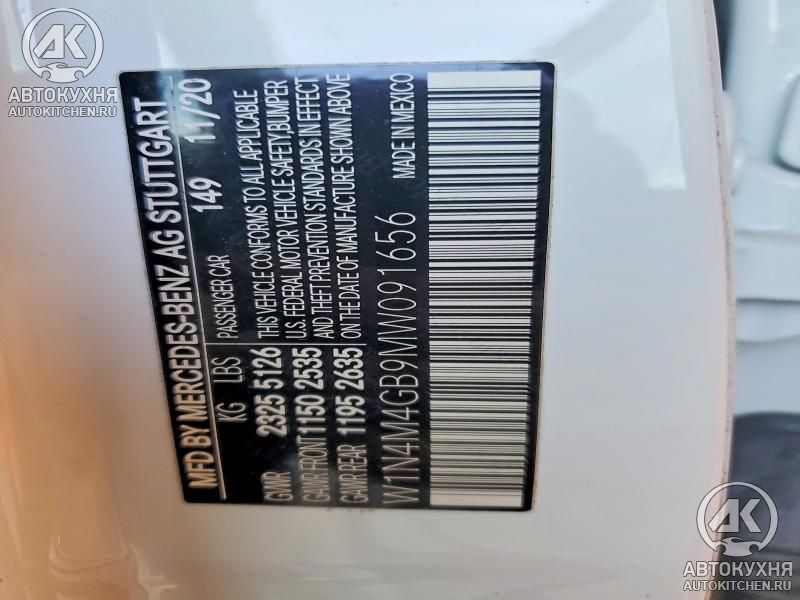 АВТОКУХНЯ
AUTOKITCHEN.RU
MFD BY MERCEDES-BENZ AG STUTTGART
149 11/20
KG LBS PASSENGER CAR
GVWR 2325 5126
GAWR FRONT 1150 2535
GAWR REAR 1195 2635
THIS VEHICLE CONFORMS TO ALL APPLICABLE
U.S. FEDERAL MOTOR VEHICLE SAFETY,BUMPER
AND THEFT PREVENTION STANDARDS IN EFFECT
ON THE DATE OF MANUFACTURE SHOWN ABOVE
W1N4M4GB9MW091656 MADE IN MEXICO
АК
АВТОКУХНЯ
AUTOKITCHEN.RU